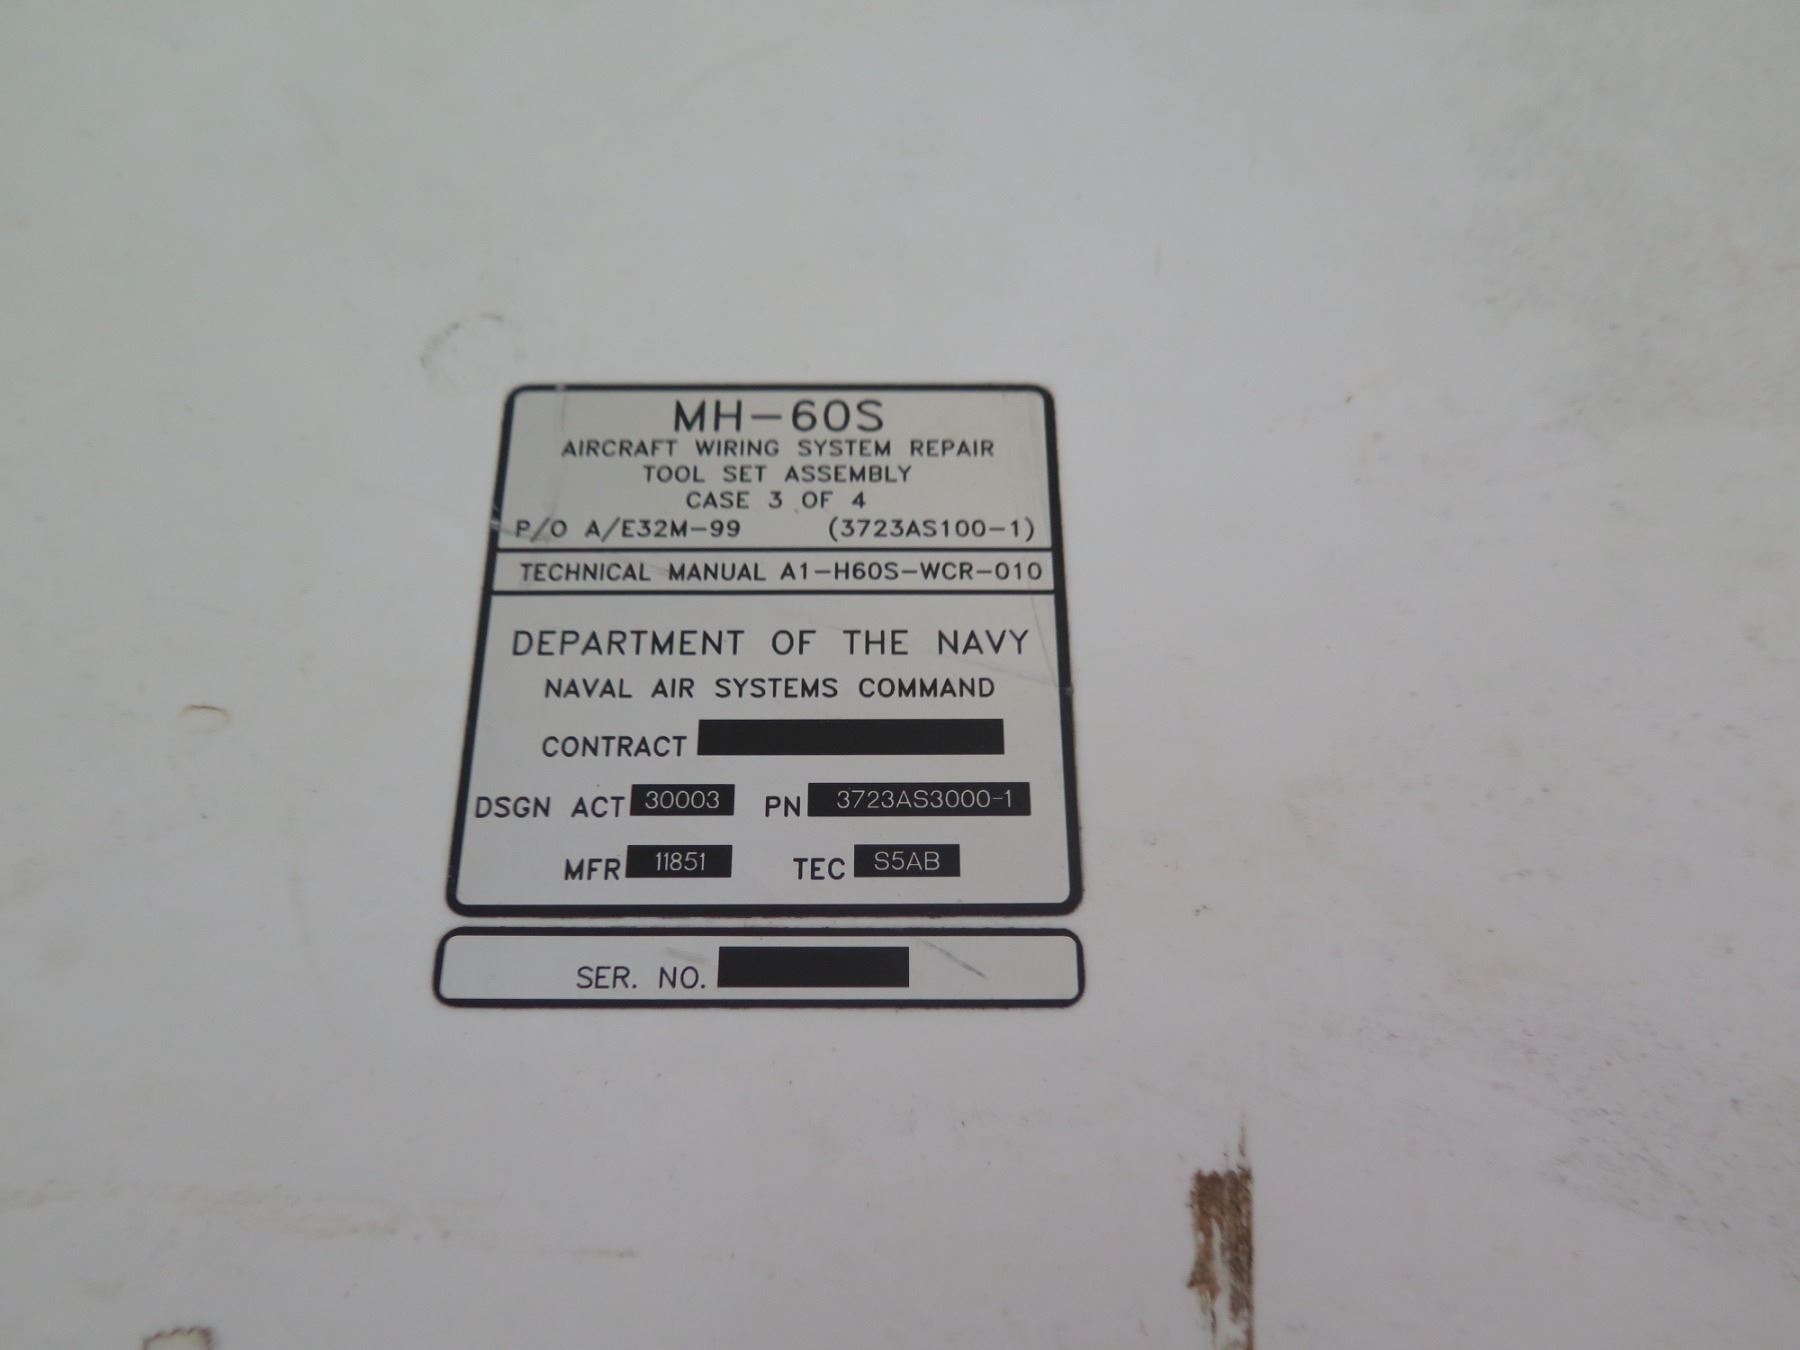 MH-60S
AIRCRAFT WIRING SYSTEM REPAIR
TOOL SET ASSEMBLY
CASE 3 OF 4
P/O A/E32M-99 (3723AS100-1)
TECHNICAL MANUAL A1-H60S-WCR-010
DEPARTMENT OF THE NAVY
NAVAL AIR SYSTEMS COMMAND
CONTRACT
DSGN ACT 30003 PN 3723AS3000-1
MFR 11851 TEC S5AB
SER. NO.